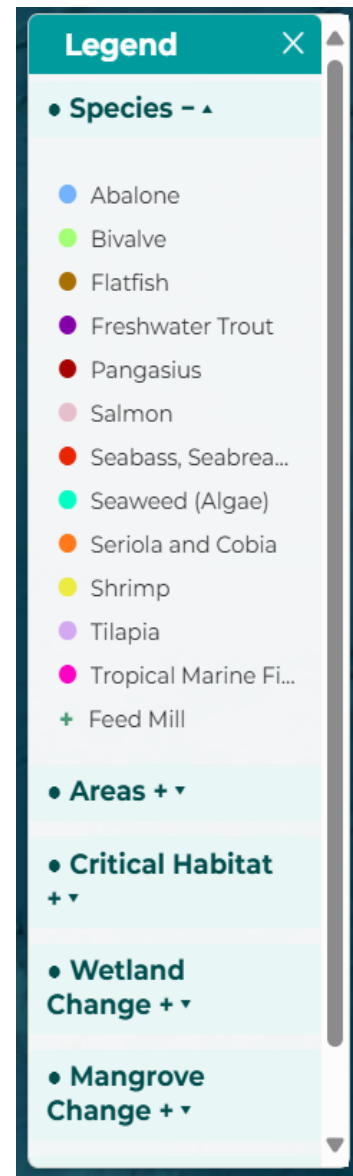 Legend
• Species – ▴
Abalone
Bivalve
Flatfish
Freshwater Trout
Pangasius
Salmon
Seabass, Seabrea...
Seaweed (Algae)
Seriola and Cobia
Shrimp
Tilapia
Tropical Marine Fi...
+ Feed Mill
• Areas + ▾
• Critical Habitat
+ ▾
• Wetland
Change + ▾
• Mangrove
Change + ▾